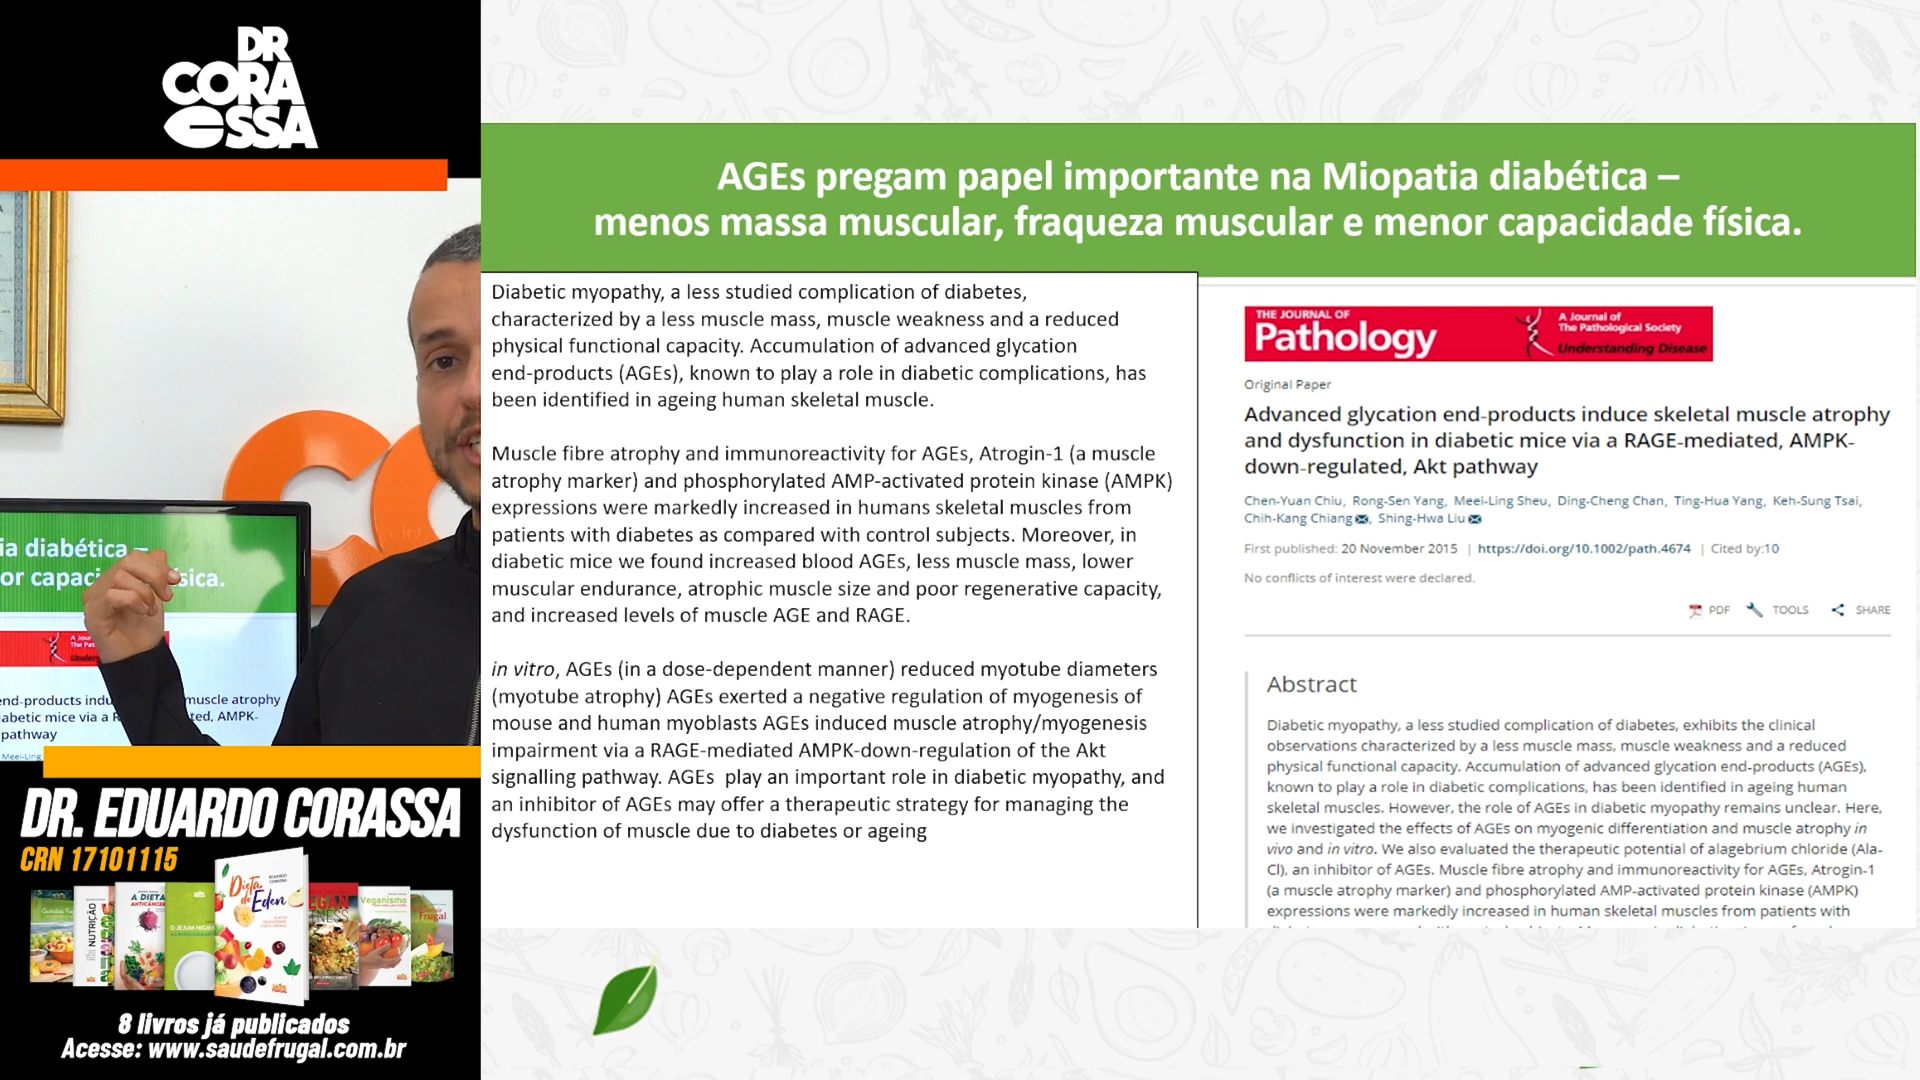 DR
CORA
SSA
ia diabética –
or capaci
sica.
A Jour
The Pat
Under
end-products indu
muscle atrophy
iabetic mice via a R
ted, AMPK-
pathway
Meei-Ling
DR. EDUARDO CORASSA
CRN 17101115
NUTRIÇÃO
A DIETA
ANTICÂNCER
O JEJUM
Dieta
do Eden
EDUARDO
CORASSA
Veganismo
Frugal
8 livros já publicados
Acesse: www.saudefrugal.com.br
AGEs pregam papel importante na Miopatia diabética –
menos massa muscular, fraqueza muscular e menor capacidade física.
Diabetic myopathy, a less studied complication of diabetes,
characterized by a less muscle mass, muscle weakness and a reduced
physical functional capacity. Accumulation of advanced glycation
end-products (AGEs), known to play a role in diabetic complications, has
been identified in ageing human skeletal muscle.
Muscle fibre atrophy and immunoreactivity for AGEs, Atrogin-1 (a muscle
atrophy marker) and phosphorylated AMP-activated protein kinase (AMPK)
expressions were markedly increased in humans skeletal muscles from
patients with diabetes as compared with control subjects. Moreover, in
diabetic mice we found increased blood AGEs, less muscle mass, lower
muscular endurance, atrophic muscle size and poor regenerative capacity,
and increased levels of muscle AGE and RAGE.
in vitro, AGEs (in a dose-dependent manner) reduced myotube diameters
(myotube atrophy) AGEs exerted a negative regulation of myogenesis of
mouse and human myoblasts AGEs induced muscle atrophy/myogenesis
impairment via a RAGE-mediated AMPK-down-regulation of the Akt
signalling pathway. AGEs play an important role in diabetic myopathy, and
an inhibitor of AGEs may offer a therapeutic strategy for managing the
dysfunction of muscle due to diabetes or ageing
THE JOURNAL OF
Pathology
A Journal of
The Pathological Society
Understanding Disease
Original Paper
Advanced glycation end-products induce skeletal muscle atrophy
and dysfunction in diabetic mice via a RAGE-mediated, AMPK-
down-regulated, Akt pathway
Chen-Yuan Chiu, Rong-Sen Yang, Meei-Ling Sheu, Ding-Cheng Chan, Ting-Hua Yang, Keh-Sung Tsai,
Chih-Kang Chiang, Shing-Hwa Liu
First published: 20 November 2015 | https://doi.org/10.1002/path.4674 | Cited by:10
No conflicts of interest were declared.
PDF TOOLS SHARE
Abstract
Diabetic myopathy, a less studied complication of diabetes, exhibits the clinical
observations characterized by a less muscle mass, muscle weakness and a reduced
physical functional capacity. Accumulation of advanced glycation end-products (AGEs),
known to play a role in diabetic complications, has been identified in ageing human
skeletal muscles. However, the role of AGEs in diabetic myopathy remains unclear. Here,
we investigated the effects of AGEs on myogenic differentiation and muscle atrophy in
vivo and in vitro. We also evaluated the therapeutic potential of alagebrium chloride (Ala-
Cl), an inhibitor of AGEs. Muscle fibre atrophy and immunoreactivity for AGEs, Atrogin-1
(a muscle atrophy marker) and phosphorylated AMP-activated protein kinase (AMPK)
expressions were markedly increased in human skeletal muscles from patients with